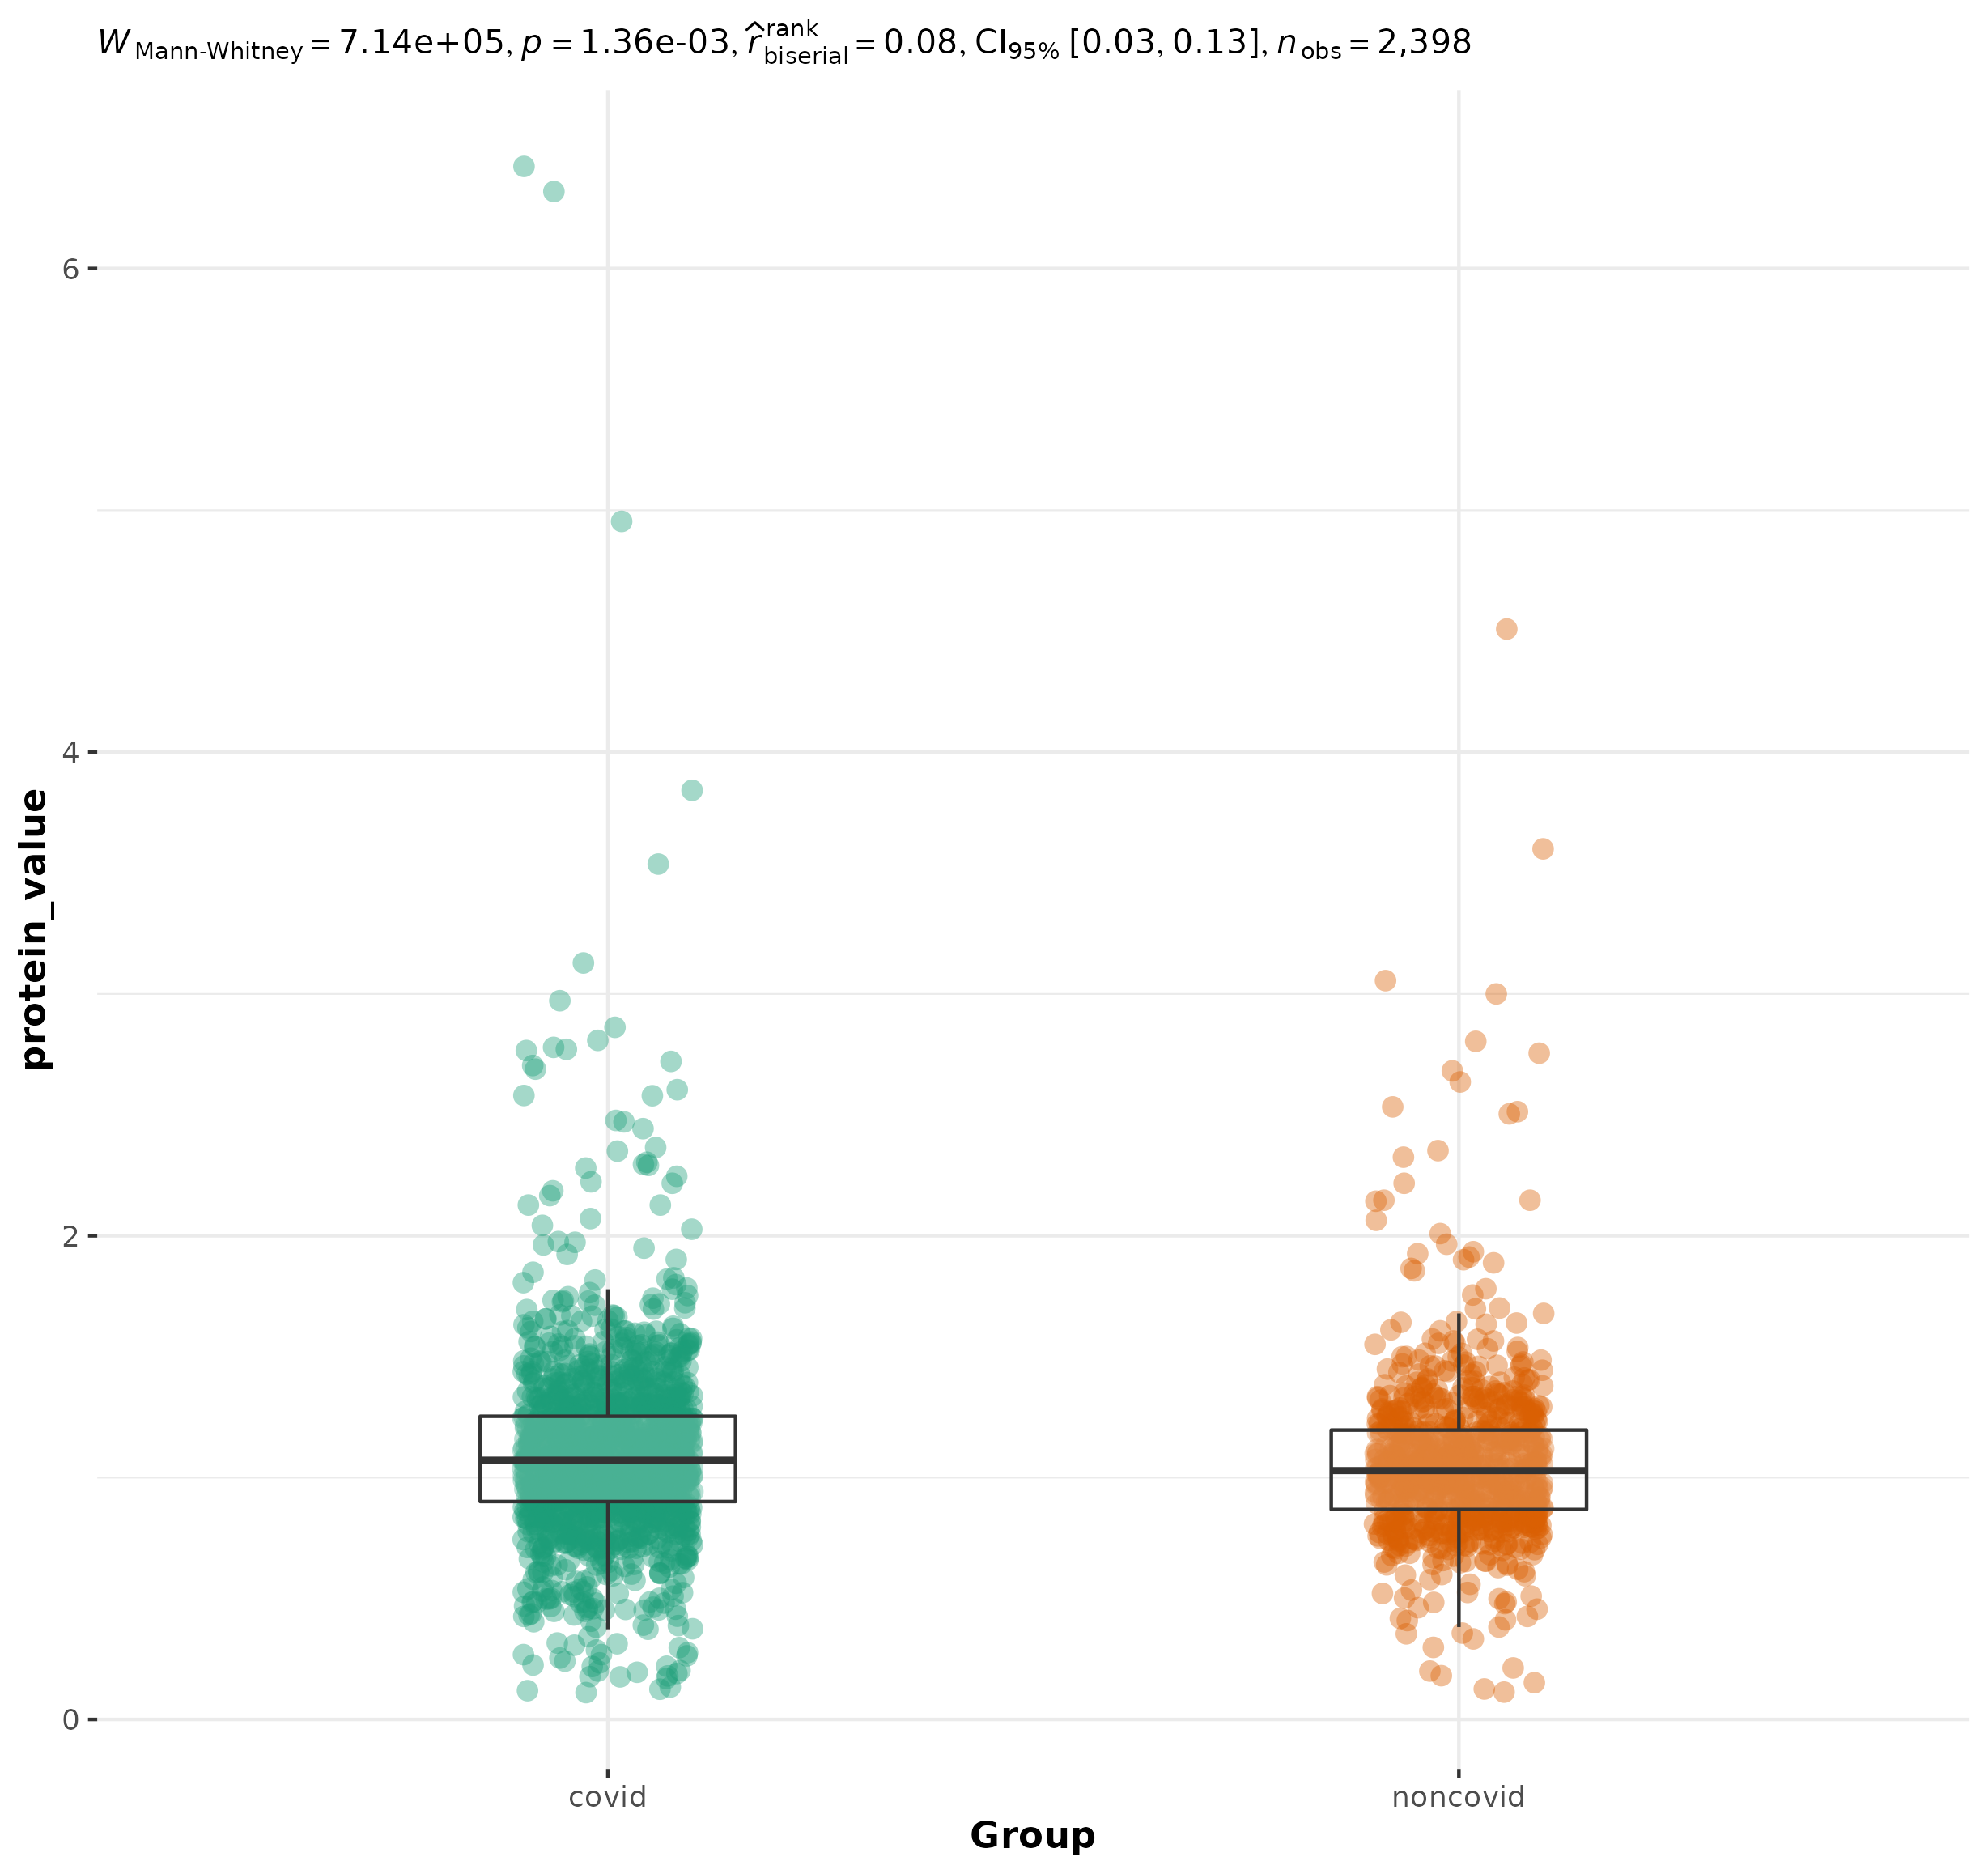 W Mann-Whitney = 7.14e+05, p = 1.36e-03, r̂ rank biserial = 0.08, CI95% [0.03, 0.13], n obs = 2,398
protein_value
6
4
2
0
covid noncovid
Group